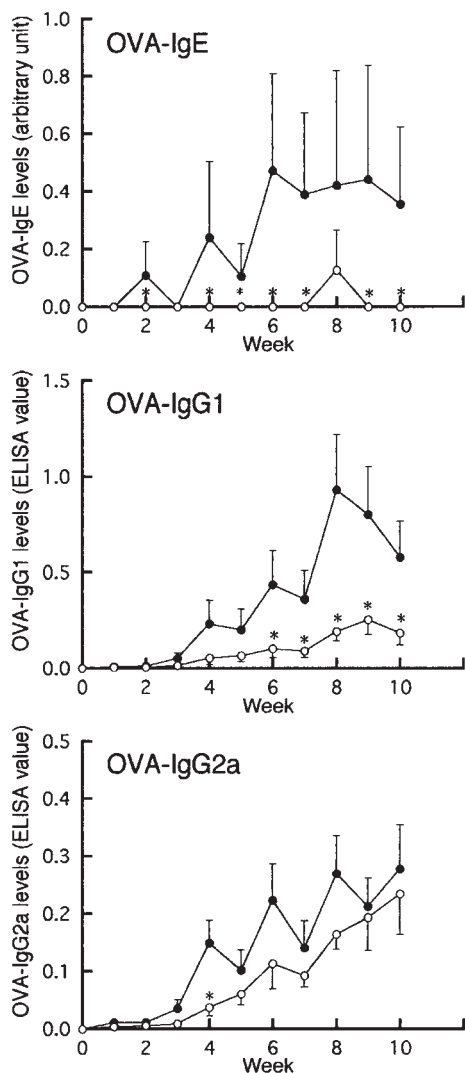 OVA-IgE
OVA-IgE levels (arbitrary unit)
1.0
0.8
0.6
0.4
0.2
0.0
* * * * * * *
0 2 4 6 8 10
Week
OVA-IgG1
OVA-IgG1 levels (ELISA value)
1.5
1.0
0.5
0.0
* * * * *
0 2 4 6 8 10
Week
OVA-IgG2a
OVA-IgG2a levels (ELISA value)
0.5
0.4
0.3
0.2
0.1
0.0
*
0 2 4 6 8 10
Week